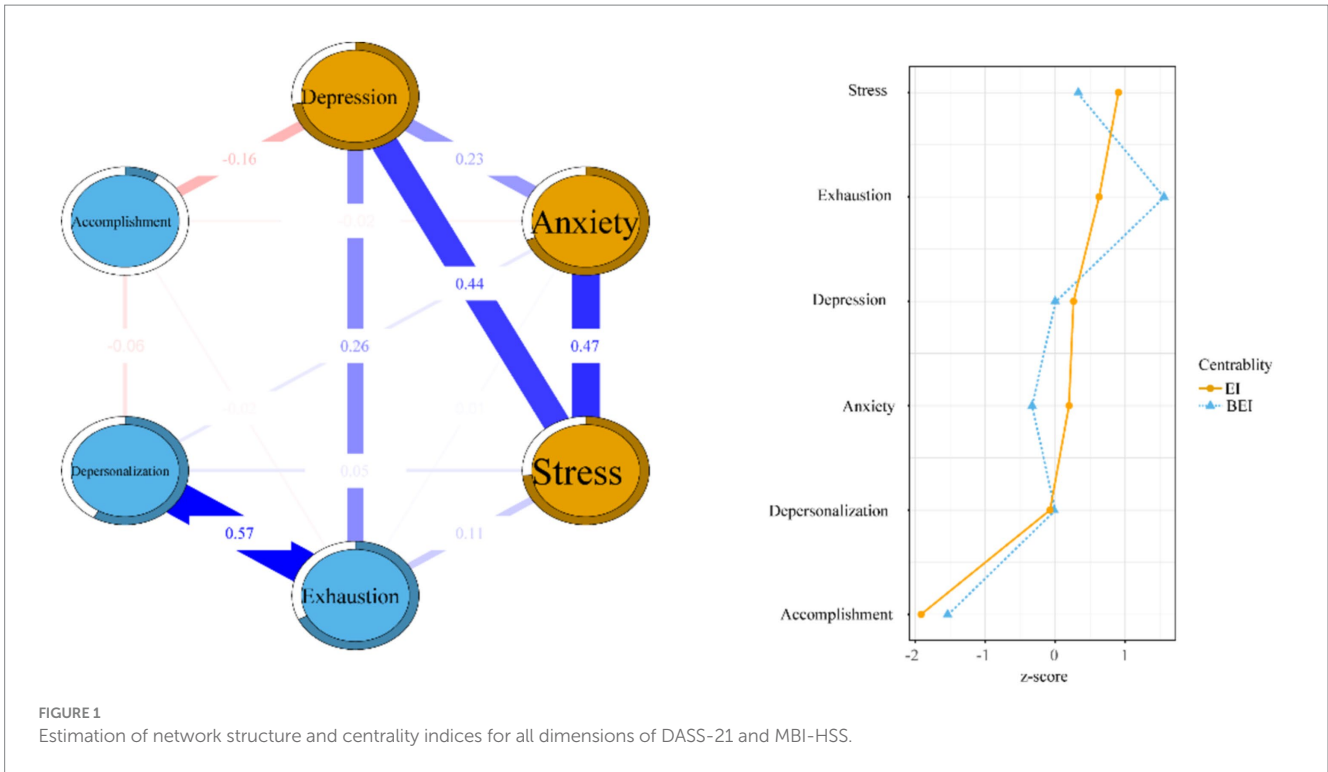 Depression
-0.16
0.23
Accomplishment
-0.09
Anxiety
0.44
-0.06
0.26
0.47
Depersonalization
0.05
Stress
0.57
0.11
Exhaustion
Stress
Exhaustion
Depression
Anxiety
Depersonalization
Accomplishment
-2
-1
0
1
z-score
Centrablity
EI
BEI
FIGURE 1
Estimation of network structure and centrality indices for all dimensions of DASS-21 and MBI-HSS.